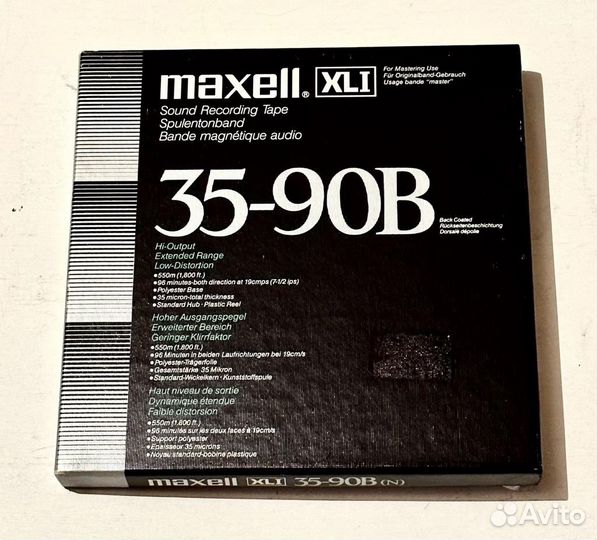 maxell® XLI
For Mastering Use
Für Originalband-Gebrauch
Usage bande "master"
Sound Recording Tape
Spulentonband
Bande magnétique audio
35-90B
Back Coated
Rückseitenbeschichtung
Dorsale dépolie
Hi-Output
Extended Range
Low-Distortion
•550m (1,800 ft.)
•96 minutes-both direction at 19cmps (7-1/2 ips)
•Polyester Base
•35 micron-total thickness
•Standard Hub · Plastic Reel
Hoher Ausgangspegel
Erweiterter Bereich
Geringer Klirrfaktor
•550m (1.800 ft.)
•96 Minuten in beiden Laufrichtungen bei 19cm/s
•Polyester-Trägerfolie
•Gesamtstärke 35 Mikron
•Standard-Wickelkern · Kunststoffspule
Haut niveau de sortie
Dynamique étendue
Faible distorsion
•550m (1.800 ft.)
•96 minutes sur les deux faces à 19cm/s
•Support polyester
•Epaisseur 35 microns
•Noyau standard-bobine plastique
maxell XLI 35-90B (N)
Avito